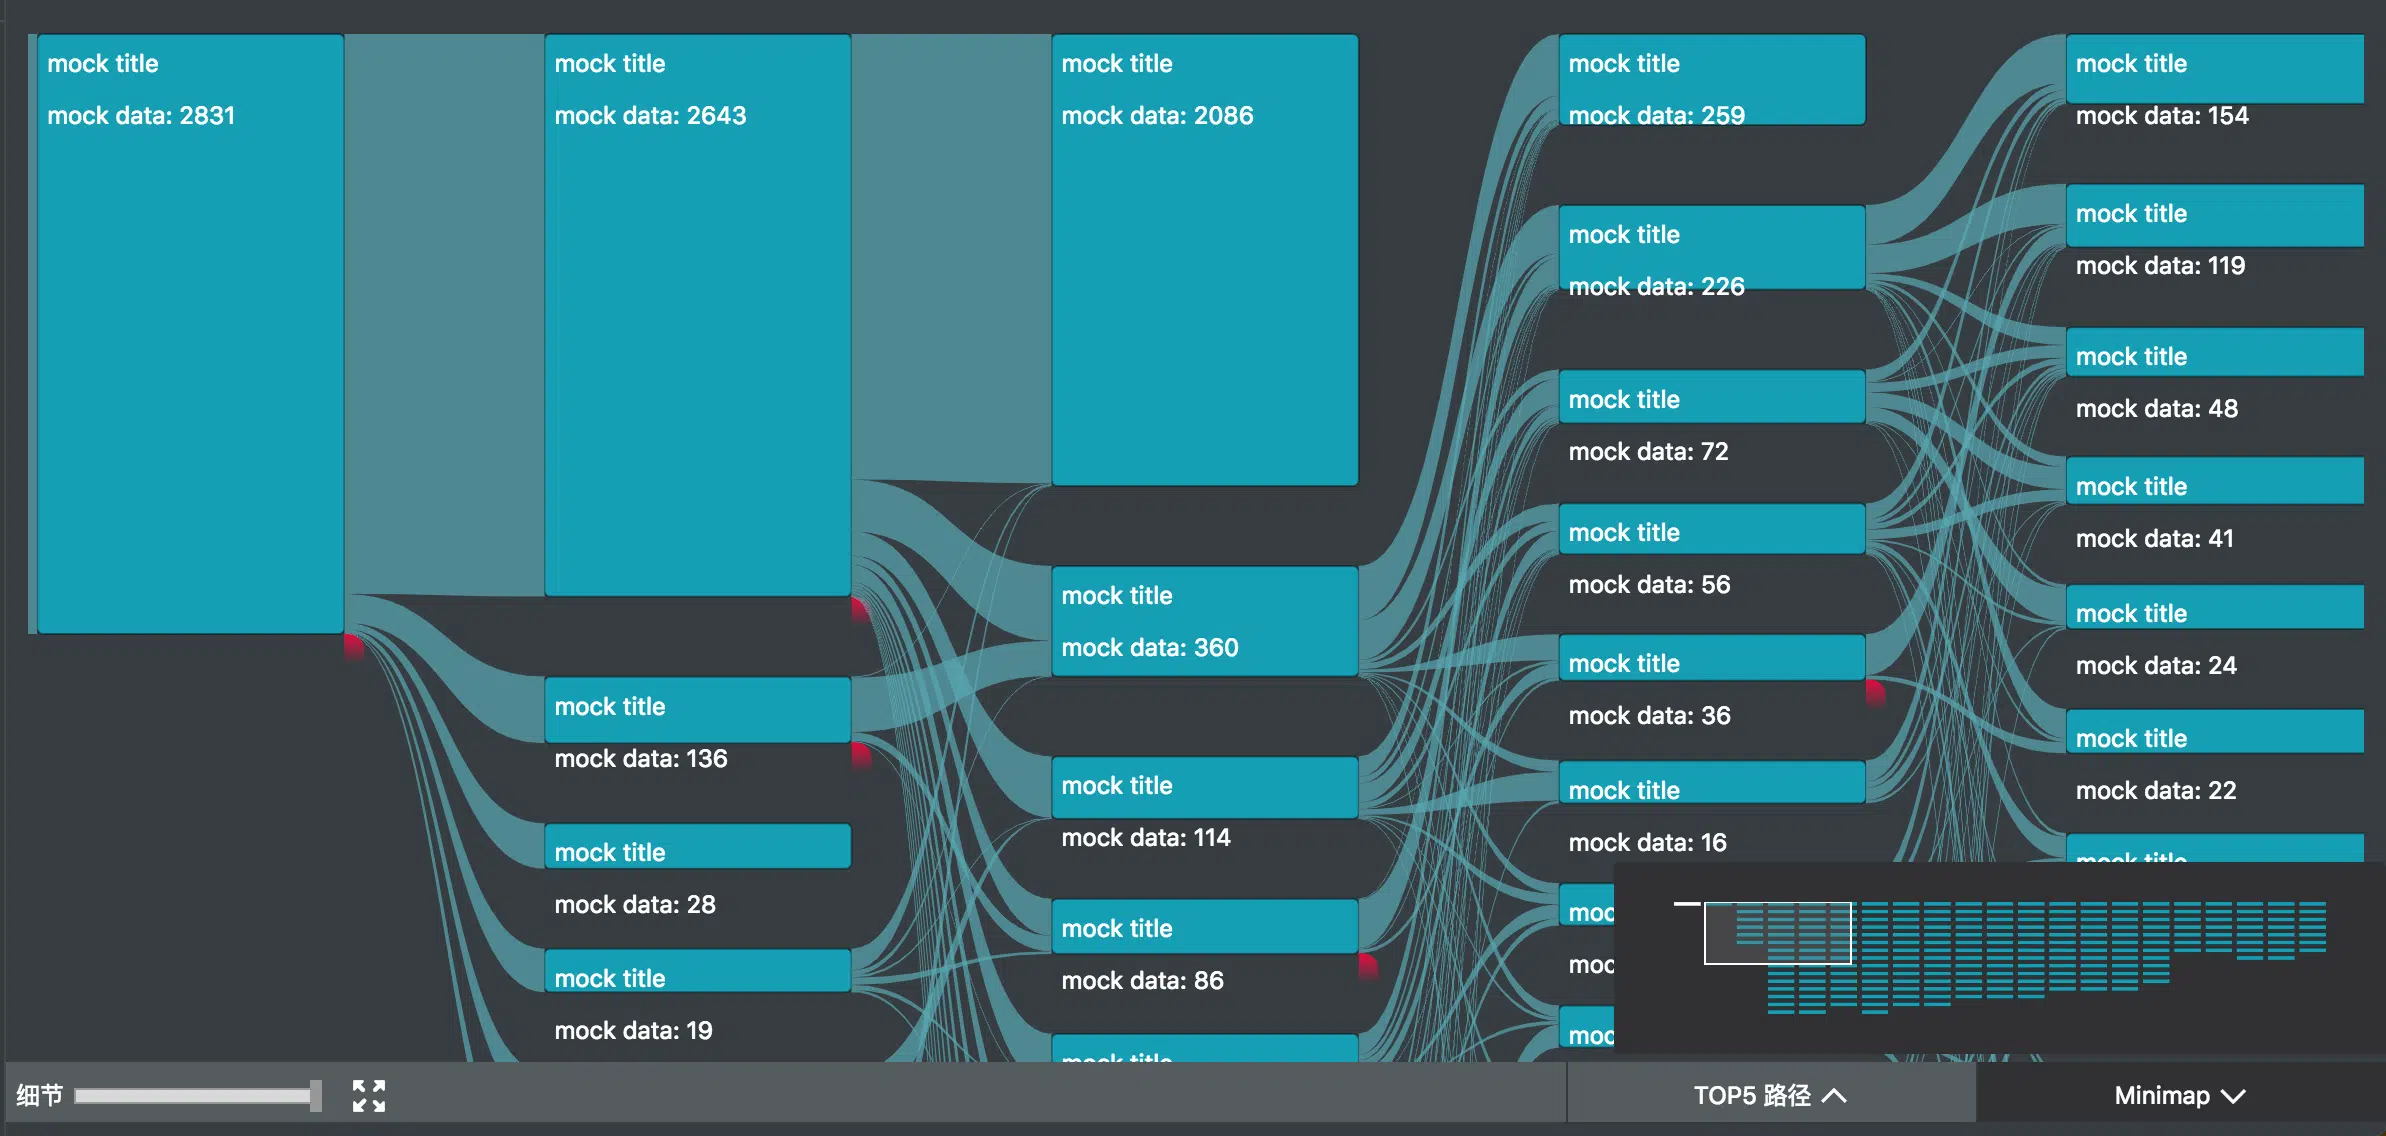 mock title
mock data: 2831
mock title
mock data: 2643
mock title
mock data: 136
mock title
mock data: 28
mock title
mock data: 19
mock title
mock data: 2086
mock title
mock data: 360
mock title
mock data: 114
mock title
mock data: 86
mock title
mock title
mock data: 259
mock title
mock data: 226
mock title
mock data: 72
mock title
mock data: 56
mock title
mock data: 36
mock title
mock data: 16
moc
moc
moc
mock title
mock data: 154
mock title
mock data: 119
mock title
mock data: 48
mock title
mock data: 41
mock title
mock data: 24
mock title
mock data: 22
mock title
细节
TOP5 路径
Minimap